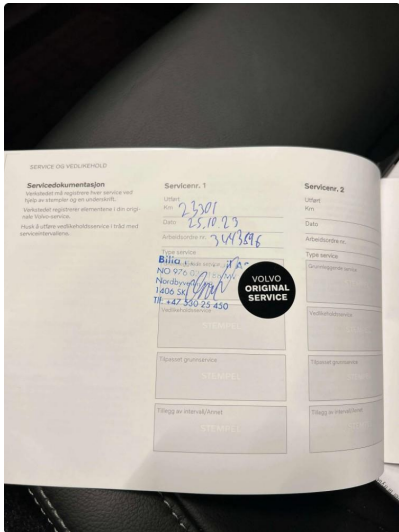 SERVICE OG VEDLIKEHOLD
Servicedokumentasjon
Verkstedet må registrere hver service ved
hjelp av stempler og en underskrift.
Verkstedet registrerer elementene i din origi-
nale Volvo-service.
Husk å utføre vedlikeholdsservice i tråd med
serviceintervallene.
Servicenr. 1
Utført
Km 23301
Dato 25.10.23
Arbeidsordre nr. 3443696
Type service
Bilia
NO 976
Nordbyve
1406 SK
Tlf: +47 550 25 450
VOLVO
ORIGINAL
SERVICE
Vedlikeholdsservice
STEMPEL
Tilpasset grunnservice
STEMPEL
Tillegg av intervall/Annet
STEMPEL
Servicenr. 2
Utført
Km
Dato
Arbeidsordre nr.
Type service
Grunnleggende service
Vedlikeholdsservice
Tilpasset grunnservice
Tillegg av intervall/Annet